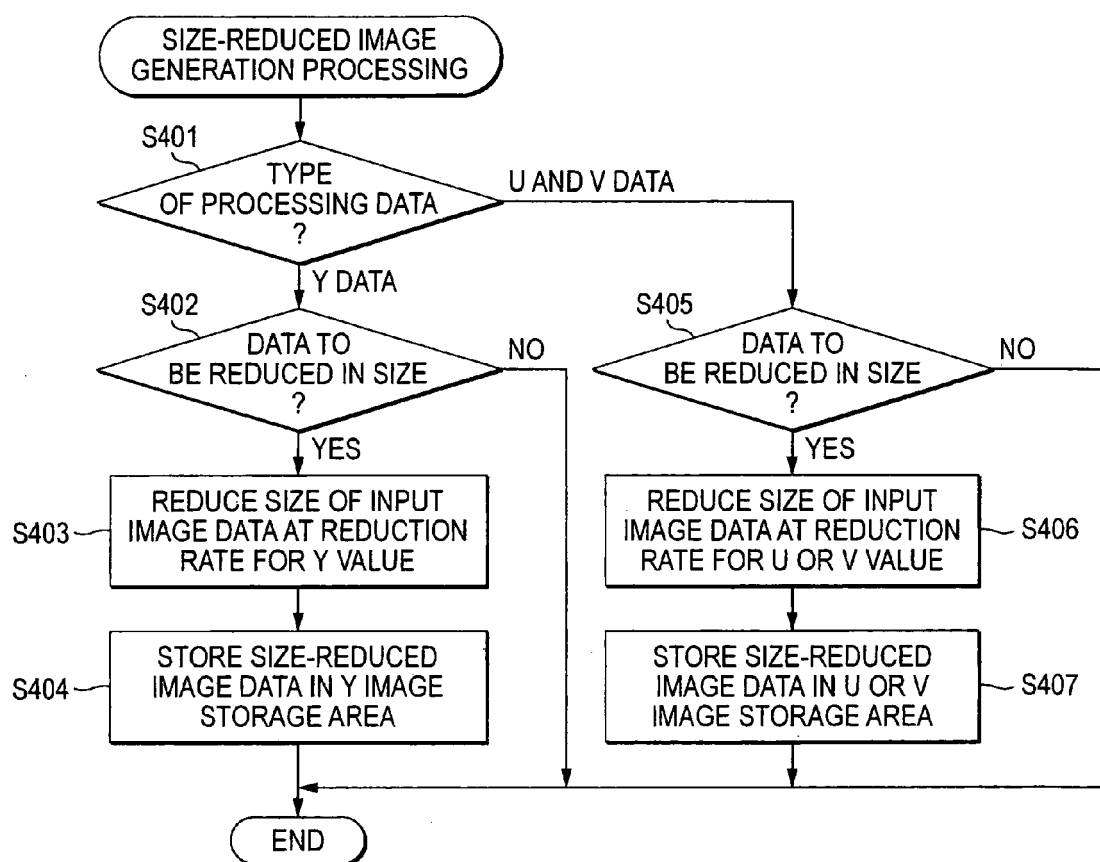 SIZE-REDUCED IMAGE
GENERATION PROCESSING
S401
TYPE
OF PROCESSING DATA
?
U AND V DATA
Y DATA
S402
DATA TO
BE REDUCED IN SIZE
?
NO
YES
S403
REDUCE SIZE OF INPUT
IMAGE DATA AT REDUCTION
RATE FOR Y VALUE
S404
STORE SIZE-REDUCED
IMAGE DATA IN Y IMAGE
STORAGE AREA
S405
DATA TO
BE REDUCED IN SIZE
?
NO
YES
REDUCE SIZE OF INPUT
IMAGE DATA AT REDUCTION
RATE FOR U OR V VALUE
S406
STORE SIZE-REDUCED
IMAGE DATA IN U OR V
IMAGE STORAGE AREA
S407
END